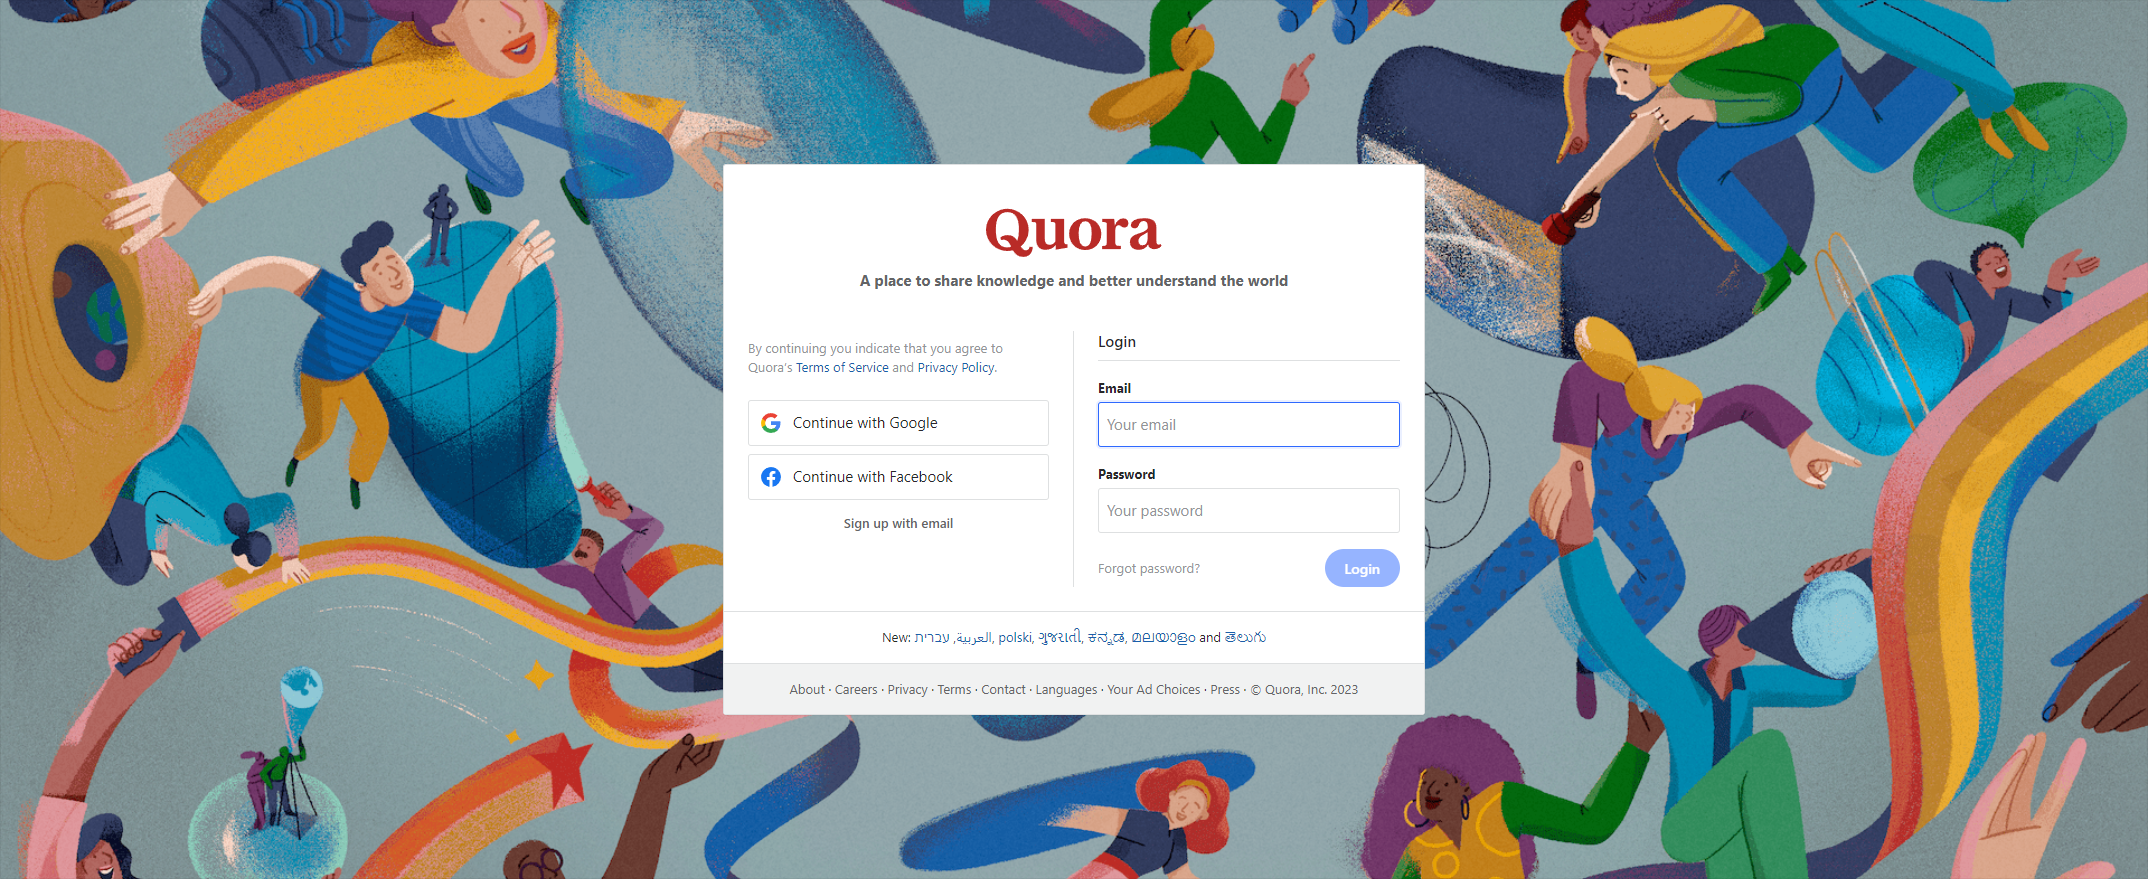 Quora
A place to share knowledge and better understand the world
By continuing you indicate that you agree to
Quora's Terms of Service and Privacy Policy.
Continue with Google
Continue with Facebook
Sign up with email
Login
Email
Your email
Password
Your password
Forgot password?
Login
New: עברית, العربية, polski, ગુજરાતી, ಕನ್ನಡ, മലയാളം and తెలుగు
About · Careers · Privacy · Terms · Contact · Languages · Your Ad Choices · Press · © Quora, Inc. 2023